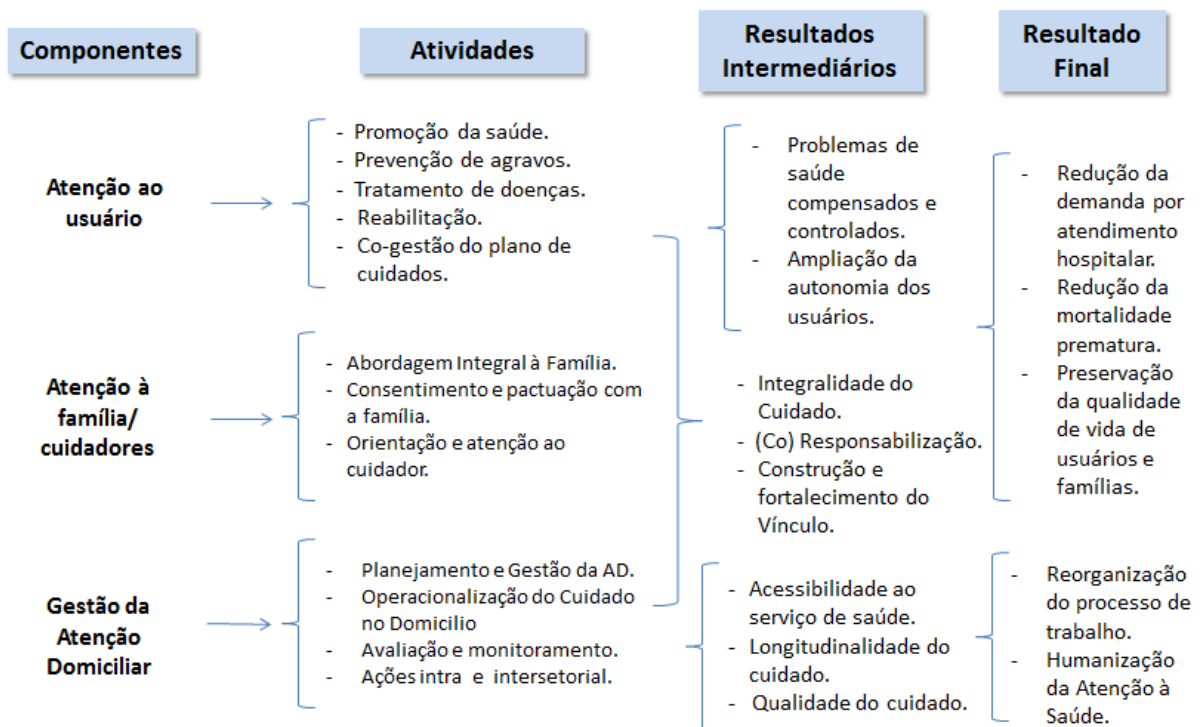 Componentes
Atividades
Resultados
Intermediários
Resultado
Final
Atenção ao
usuário
- Promoção da saúde.
- Prevenção de agravos.
- Tratamento de doenças.
- Reabilitação.
- Co-gestão do plano de
cuidados.
- Problemas de
saúde
compensados e
controlados.
- Ampliação da
autonomia dos
usuários.
- Redução da
demanda por
atendimento
hospitalar.
- Redução da
mortalidade
prematura.
- Preservação
da qualidade
de vida de
usuários e
famílias.
Atenção à
família/
cuidadores
- Abordagem Integral à Família.
- Consentimento e pactuação com
a família.
- Orientação e atenção ao
cuidador.
- Integralidade do
Cuidado.
- (Co) Responsabilização.
- Construção e
fortalecimento do
Vínculo.
Gestão da
Atenção
Domiciliar
- Planejamento e Gestão da AD.
- Operacionalização do Cuidado
no Domicilio
- Avaliação e monitoramento.
- Ações intra e intersetorial.
- Acessibilidade ao
serviço de saúde.
- Longitudinalidade do
cuidado.
- Qualidade do cuidado.
- Reorganização
do processo de
trabalho.
- Humanização
da Atenção à
Saúde.